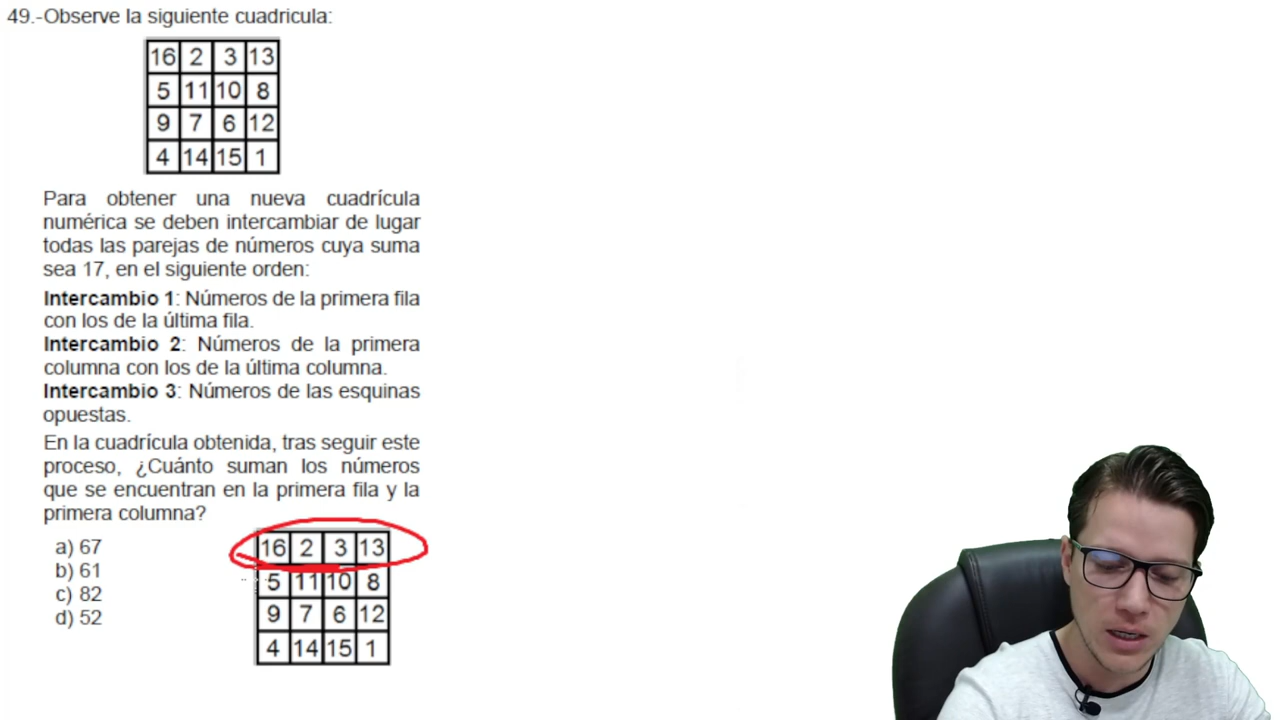 49.-Observe la siguiente cuadricula:
16 2 3 13
5 11 10 8
9 7 6 12
4 14 15 1
Para obtener una nueva cuadrícula
numérica se deben intercambiar de lugar
todas las parejas de números cuya suma
sea 17, en el siguiente orden:
Intercambio 1: Números de la primera fila
con los de la última fila.
Intercambio 2: Números de la primera
columna con los de la última columna.
Intercambio 3: Números de las esquinas
opuestas.
En la cuadrícula obtenida, tras seguir este
proceso, ¿Cuánto suman los números
que se encuentran en la primera fila y la
primera columna?
a) 67
b) 61
c) 82
d) 52
16 2 3 13
5 11 10 8
9 7 6 12
4 14 15 1